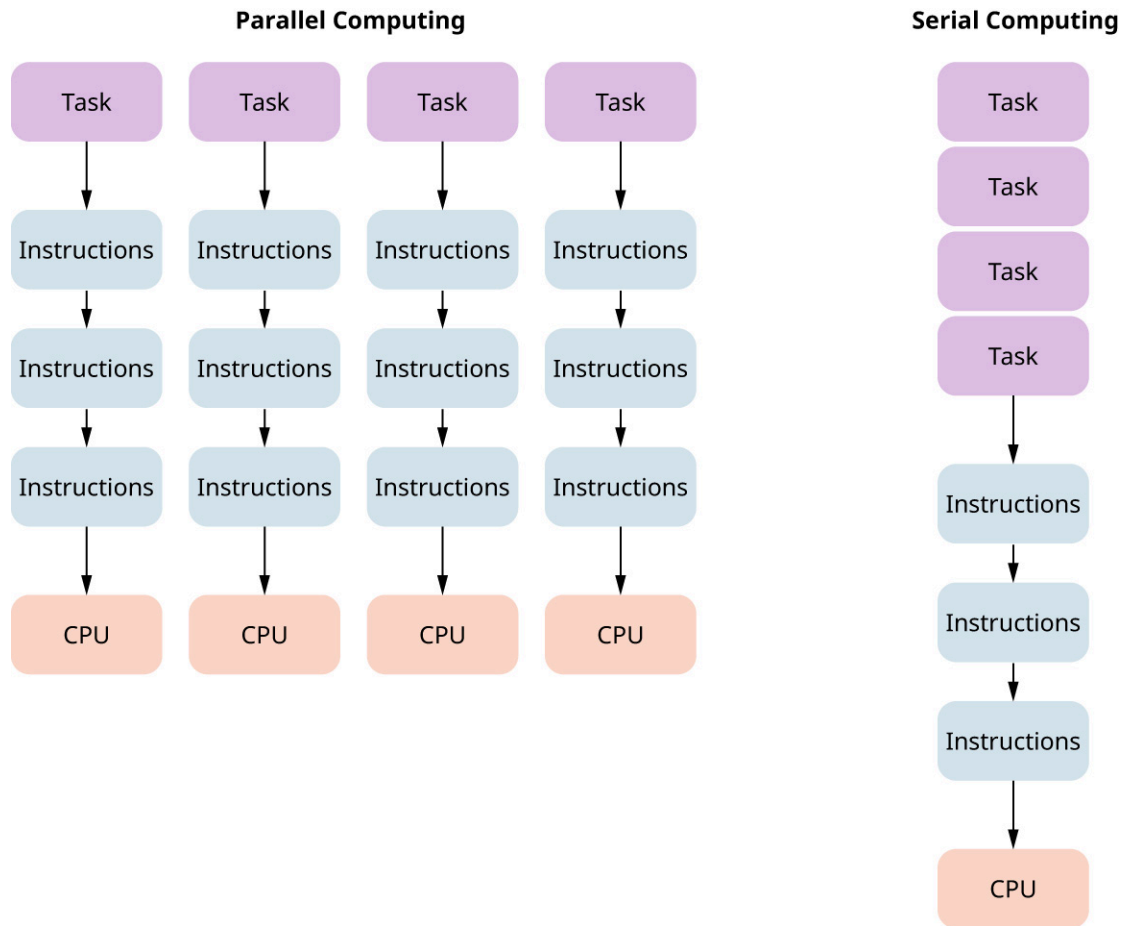 Parallel Computing
Task Task Task Task
Instructions Instructions Instructions Instructions
Instructions Instructions Instructions Instructions
Instructions Instructions Instructions Instructions
CPU CPU CPU CPU
Serial Computing
Task
Task
Task
Task
Instructions
Instructions
Instructions
CPU